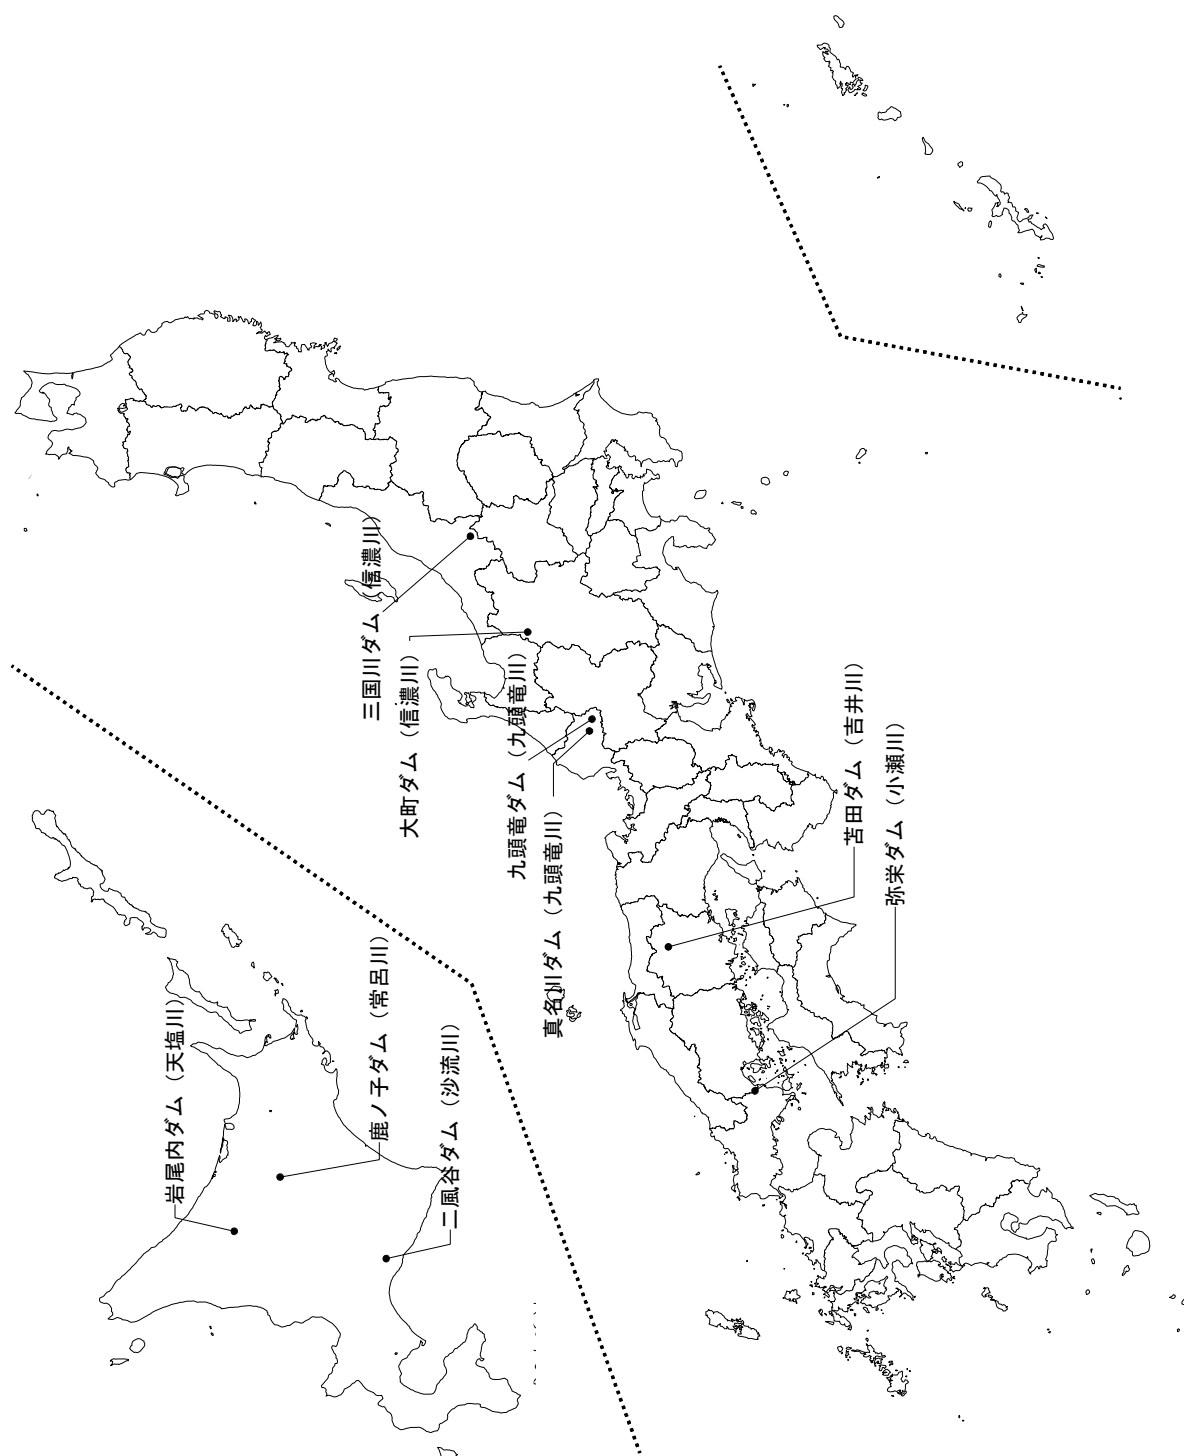 岩尾内ダム（天塩川）
鹿ノ子ダム（常呂川）
二風谷ダム（沙流川）
三国川ダム（信濃川）
大町ダム（信濃川）
九頭竜ダム（九頭竜川）
真名川ダム（九頭竜川）
苫田ダム（吉井川）
弥栄ダム（小瀬川）